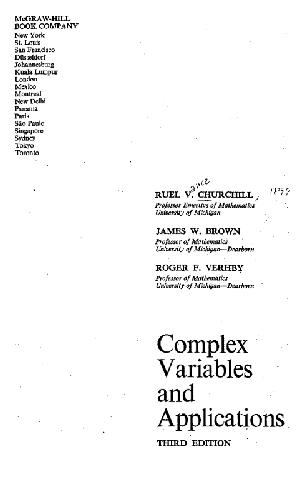 McGRAW-HILL
BOOK COMPANY
New York
St. Louis
San Francisco
Düsseldorf
Johannesburg
Kuala Lumpur
London
Mexico
Montreal
New Delhi
Panama
Paris
São Paulo
Singapore
Sydney
Tokyo
Toronto
RUEL V. CHURCHILL
Professor Emeritus of Mathematics
University of Michigan
JAMES W. BROWN
Professor of Mathematics
University of Michigan—Dearborn
ROGER F. VERHEY
Professor of Mathematics
University of Michigan—Dearborn
Complex
Variables
and
Applications
THIRD EDITION